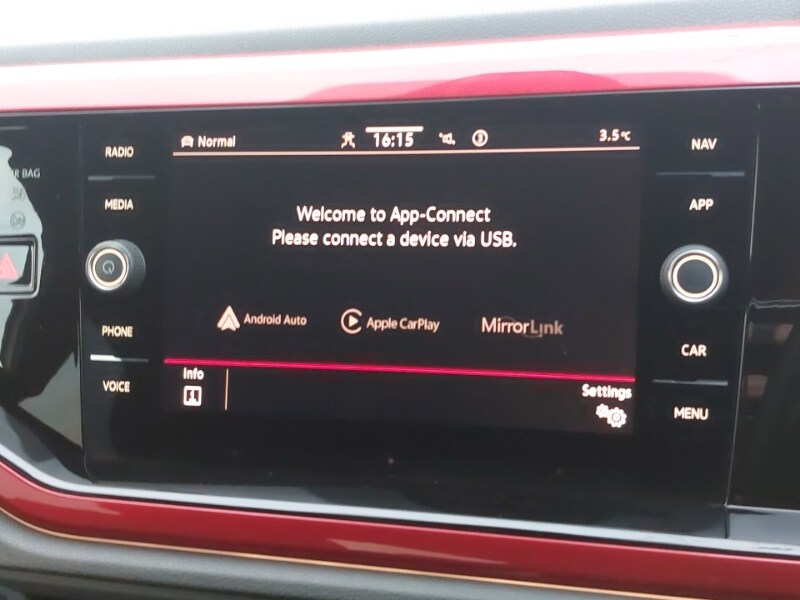 RADIO
MEDIA
PHONE
VOICE
BAG
Normal
16:15
3.5°C
Welcome to App-Connect
Please connect a device via USB.
Android Auto
Apple CarPlay
MirrorLink
Info
Settings
NAV
APP
CAR
MENU